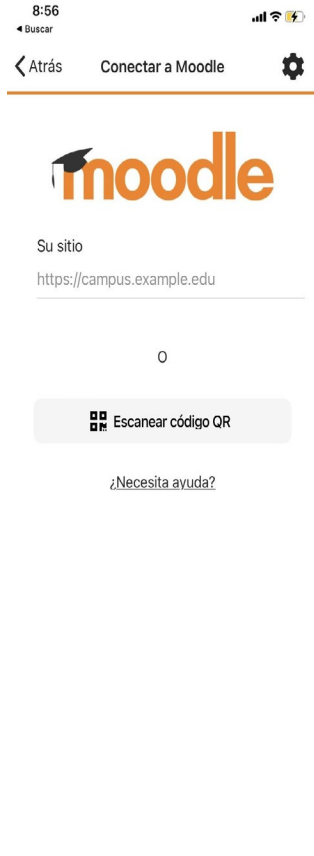 8:56
◀ Buscar
Atrás
Conectar a Moodle
moodle
Su sitio
https://campus.example.edu
O
Escanear código QR
¿Necesita ayuda?